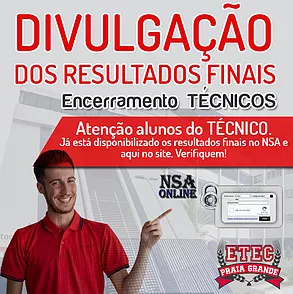 DIVULGAÇÃO
DOS RESULTADOS FINAIS
Encerramento TÉCNICOS
Atenção alunos do TÉCNICO.
Já está disponibilizado os resultados finais no NSA e
aqui no site. Verifiquem!
NSA
ONLINE
ETEC
PRAIA GRANDE